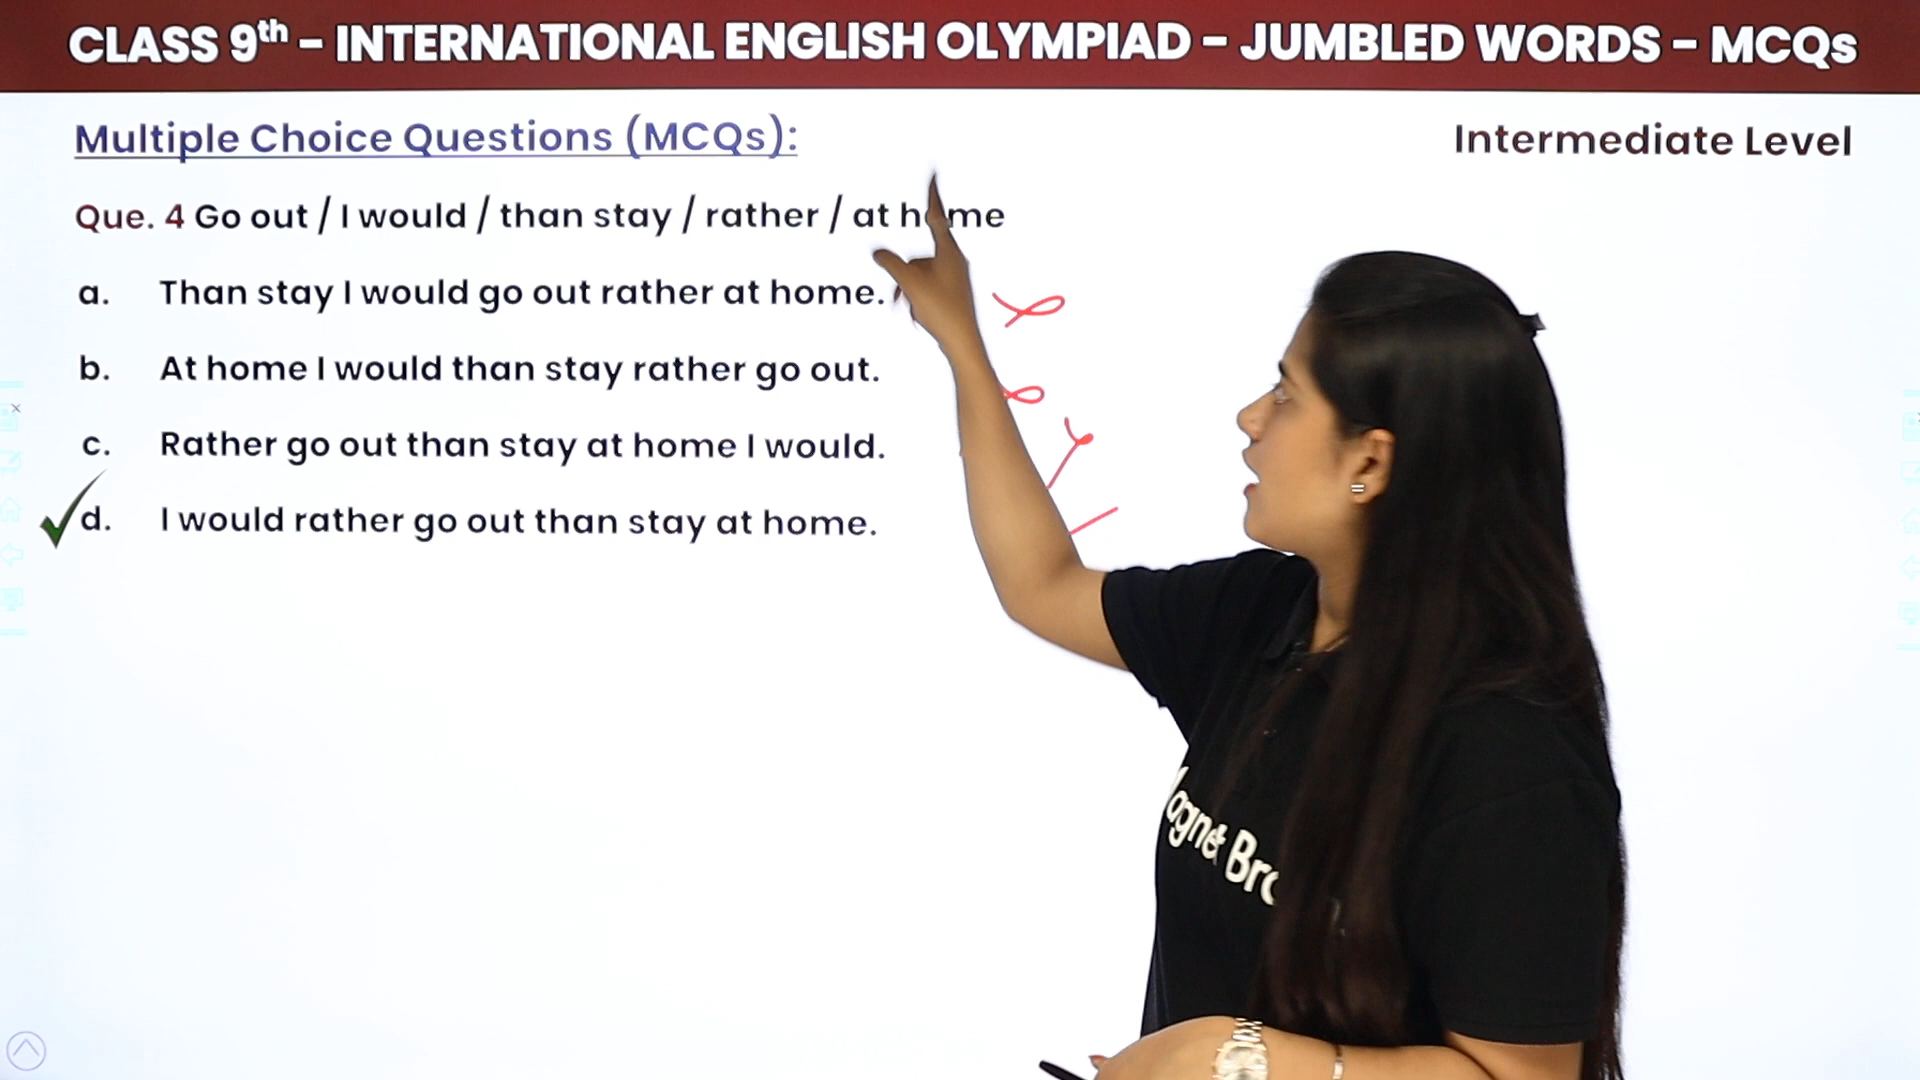 CLASS 9th – INTERNATIONAL ENGLISH OLYMPIAD – JUMBLED WORDS – MCQs
Multiple Choice Questions (MCQs):
Intermediate Level
Que. 4 Go out / I would / than stay / rather / at home
a. Than stay I would go out rather at home.
b. At home I would than stay rather go out.
c. Rather go out than stay at home I would.
d. I would rather go out than stay at home.